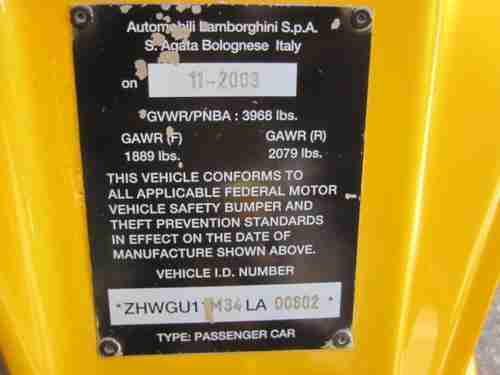 Automobili Lamborghini S.p.A.
S. Agata Bolognese Italy
on 11-2003
GVWR/PNBA : 3968 lbs.
GAWR (F) GAWR (R)
1889 lbs. 2079 lbs.
THIS VEHICLE CONFORMS TO
ALL APPLICABLE FEDERAL MOTOR
VEHICLE SAFETY BUMPER AND
THEFT PREVENTION STANDARDS
IN EFFECT ON THE DATE OF
MANUFACTURE SHOWN ABOVE.
VEHICLE I.D. NUMBER
*ZHWGU11M34LA 00802*
TYPE: PASSENGER CAR